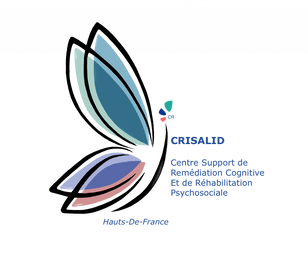 CR
CRISALID
Centre Support de
Remédiation Cognitive
Et de Réhabilitation
Psychosociale
Hauts-De-France